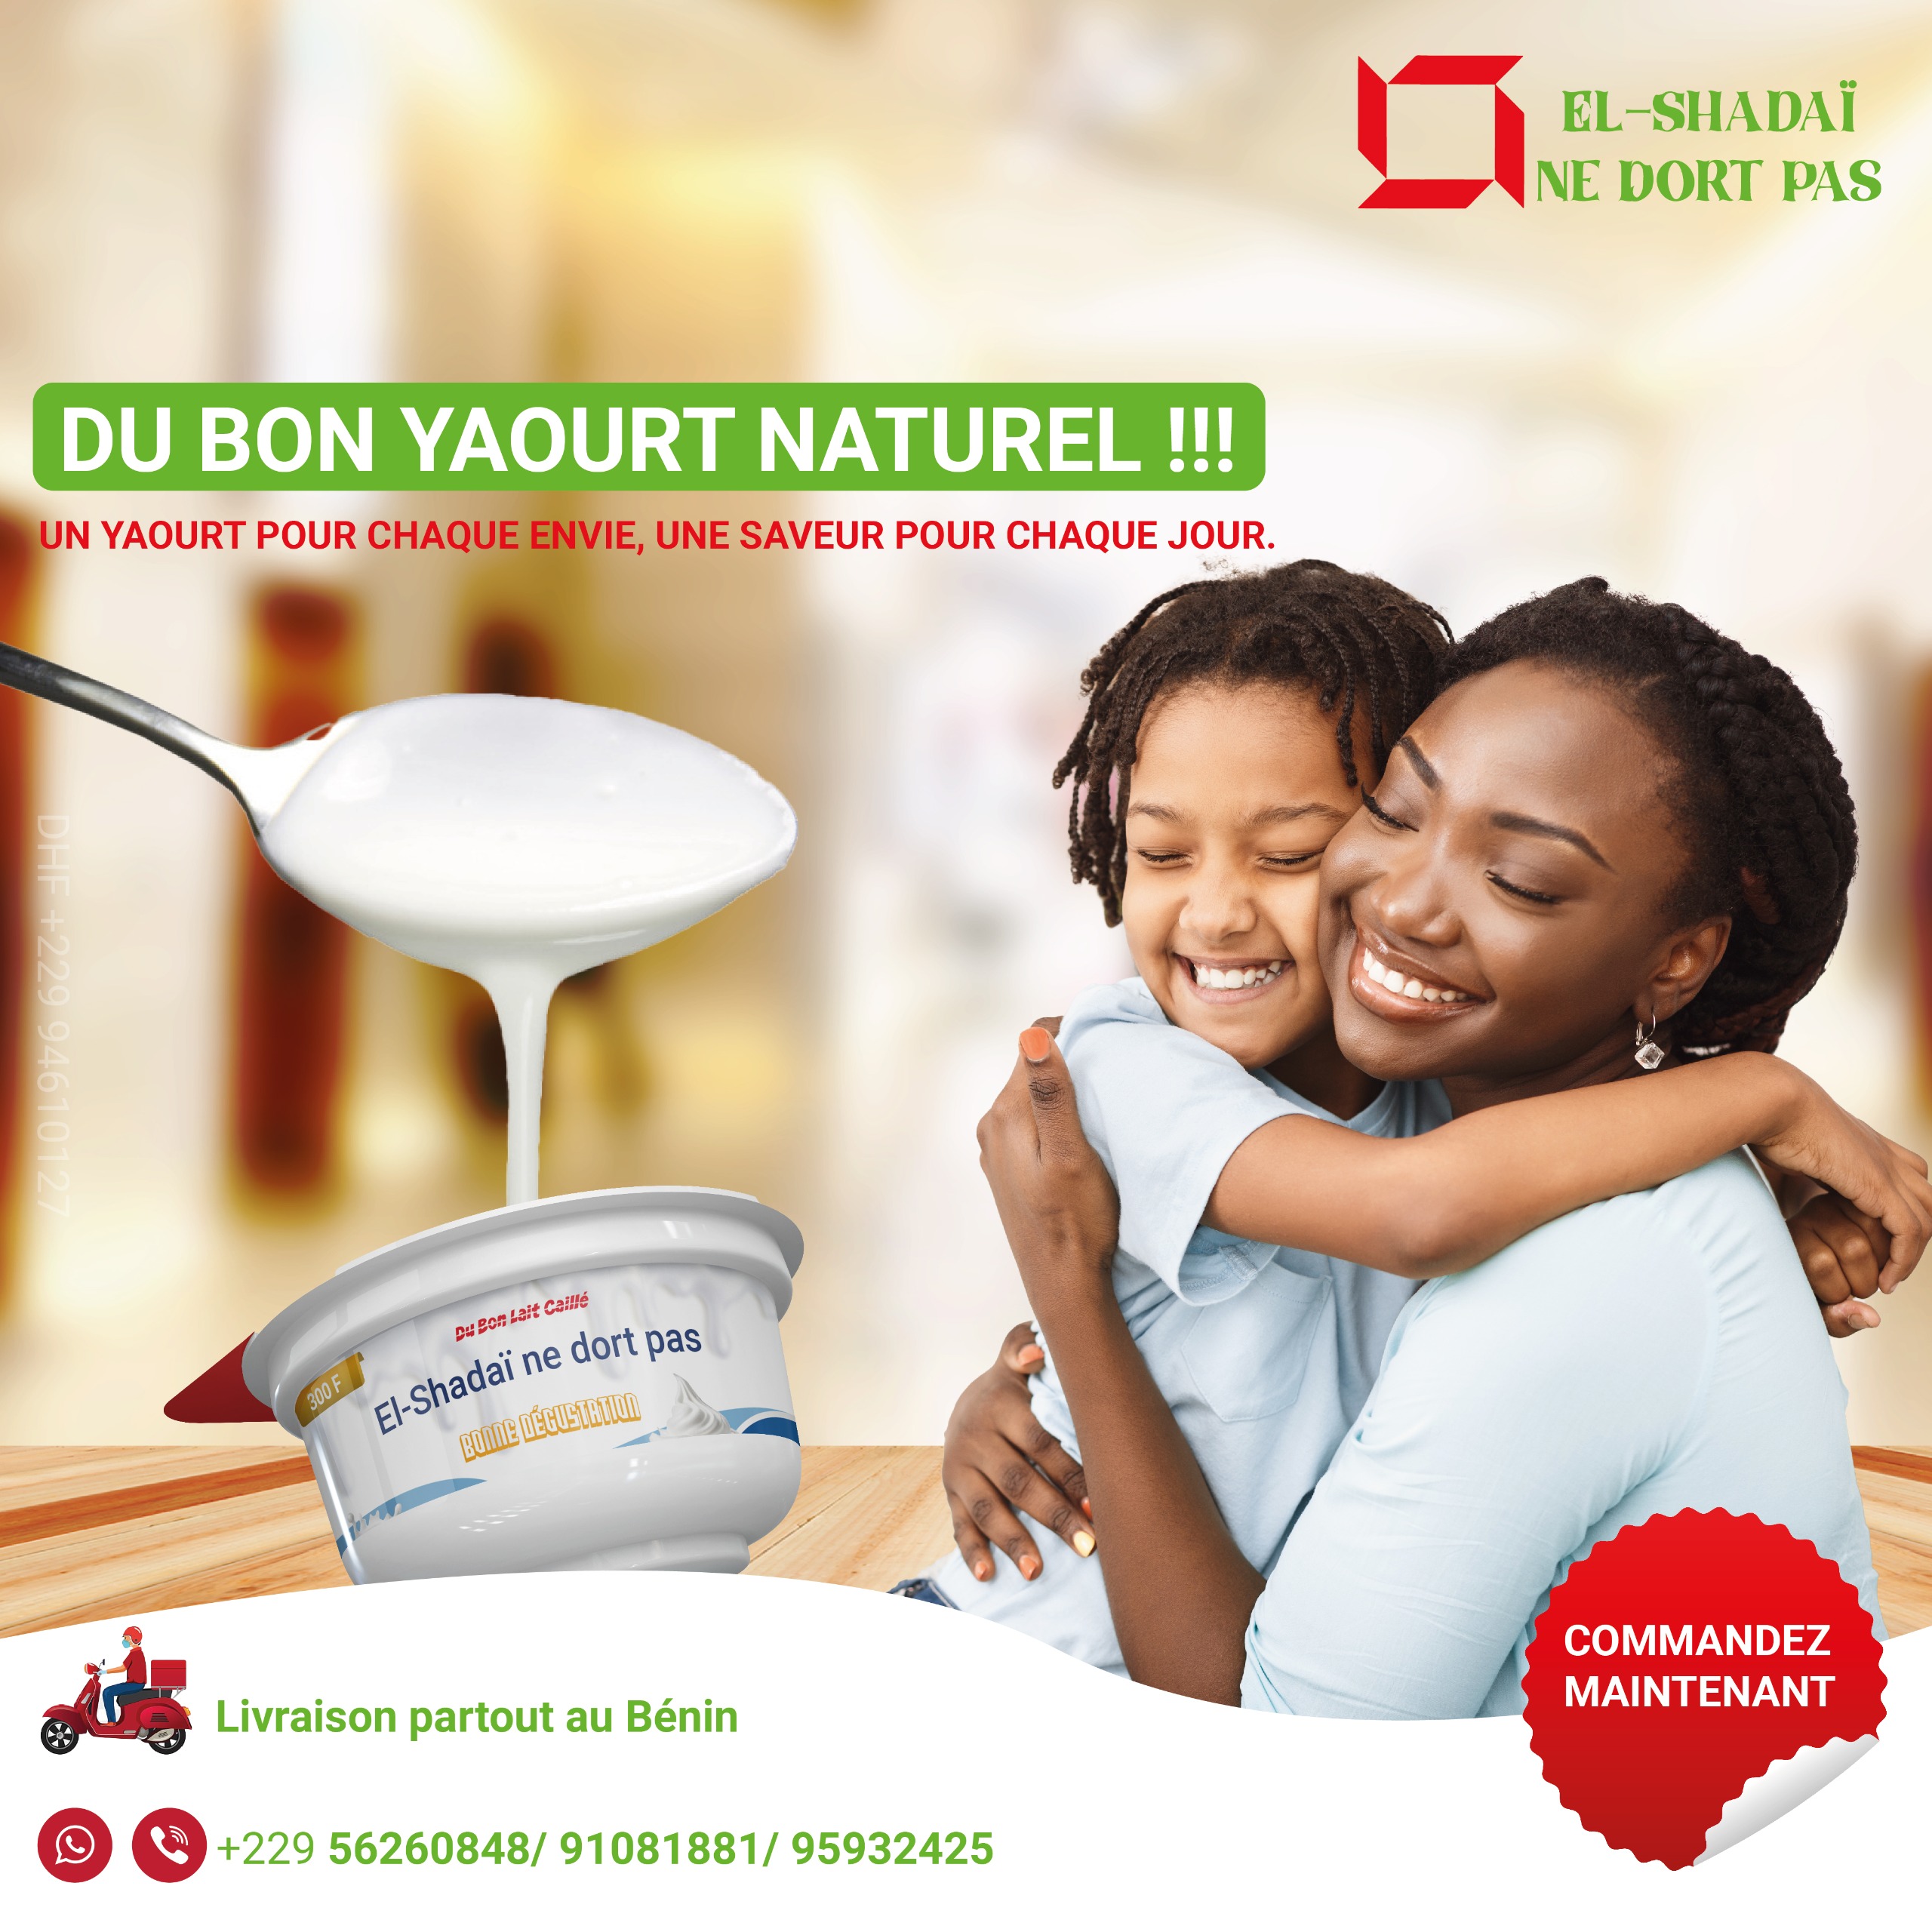 EL-SHADAÏ
NE DORT PAS
DU BON YAOURT NATUREL !!!
UN YAOURT POUR CHAQUE ENVIE, UNE SAVEUR POUR CHAQUE JOUR.
DHF +229 94610127
Du Bon Lait Caillé
300 F
El-Shadaï ne dort pas
BONNE DÉGUSTATION
COMMANDEZ
MAINTENANT
Livraison partout au Bénin
+229 56260848/ 91081881/ 95932425